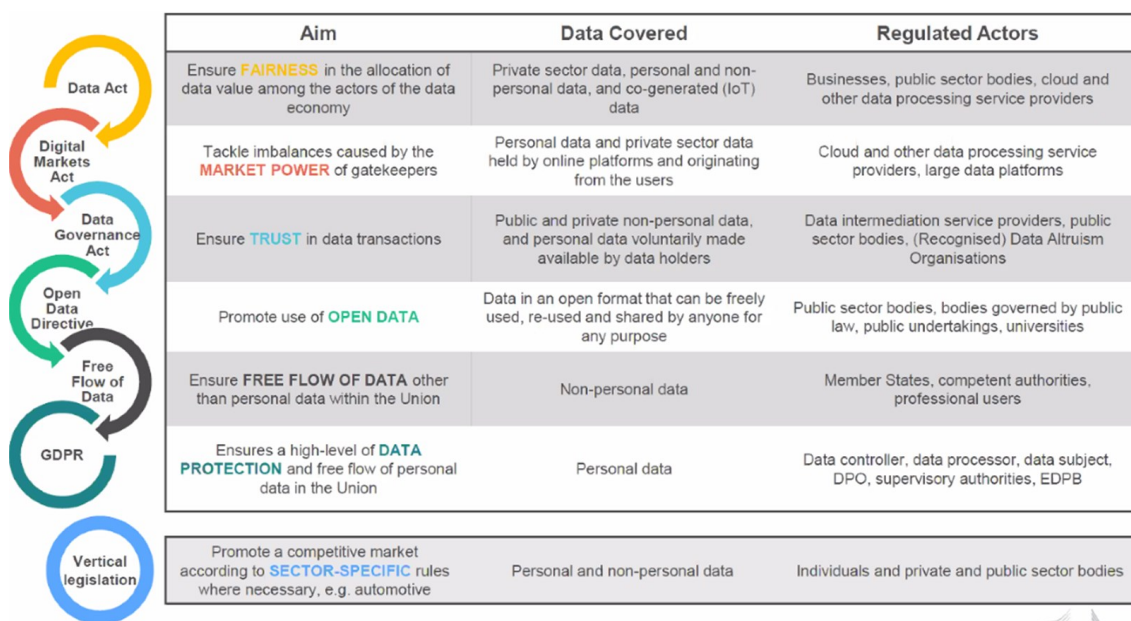 Aim
Data Covered
Regulated Actors
Data Act
Ensure FAIRNESS in the allocation of
data value among the actors of the data
economy
Private sector data, personal and non-
personal data, and co-generated (IoT)
data
Businesses, public sector bodies, cloud and
other data processing service providers
Digital
Markets
Act
Tackle imbalances caused by the
MARKET POWER of gatekeepers
Personal data and private sector data
held by online platforms and originating
from the users
Cloud and other data processing service
providers, large data platforms
Data
Governance
Act
Ensure TRUST in data transactions
Public and private non-personal data,
and personal data voluntarily made
available by data holders
Data intermediation service providers, public
sector bodies, (Recognised) Data Altruism
Organisations
Open
Data
Directive
Promote use of OPEN DATA
Data in an open format that can be freely
used, re-used and shared by anyone for
any purpose
Public sector bodies, bodies governed by public
law, public undertakings, universities
Free
Flow of
Data
Ensure FREE FLOW OF DATA other
than personal data within the Union
Non-personal data
Member States, competent authorities,
professional users
GDPR
Ensures a high-level of DATA
PROTECTION and free flow of personal
data in the Union
Personal data
Data controller, data processor, data subject,
DPO, supervisory authorities, EDPB
Vertical
legislation
Promote a competitive market
according to SECTOR-SPECIFIC rules
where necessary, e.g. automotive
Personal and non-personal data
Individuals and private and public sector bodies